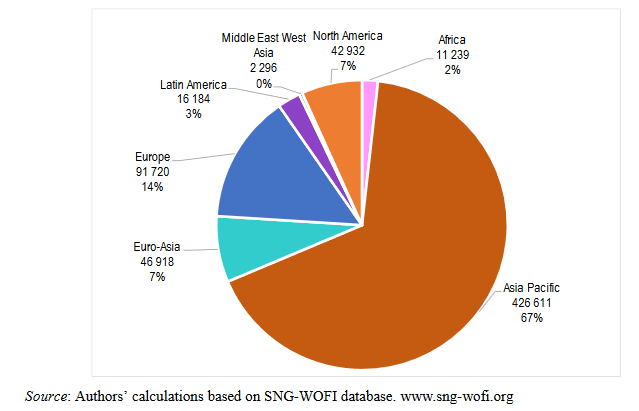 Middle East West
Asia
2 296
0%
North America
42 932
7%
Africa
11 239
2%
Latin America
16 184
3%
Europe
91 720
14%
Euro-Asia
46 918
7%
Asia Pacific
426 611
67%
Source: Authors’ calculations based on SNG-WOFI database. www.sng-wofi.org